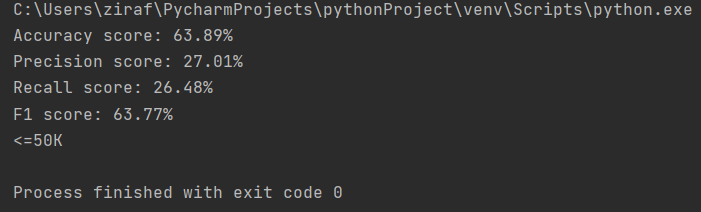 C:\Users\ziraf\PycharmProjects\pythonProject\venv\Scripts\python.exe
Accuracy score: 63.89%
Precision score: 27.01%
Recall score: 26.48%
F1 score: 63.77%
<=50K
Process finished with exit code 0